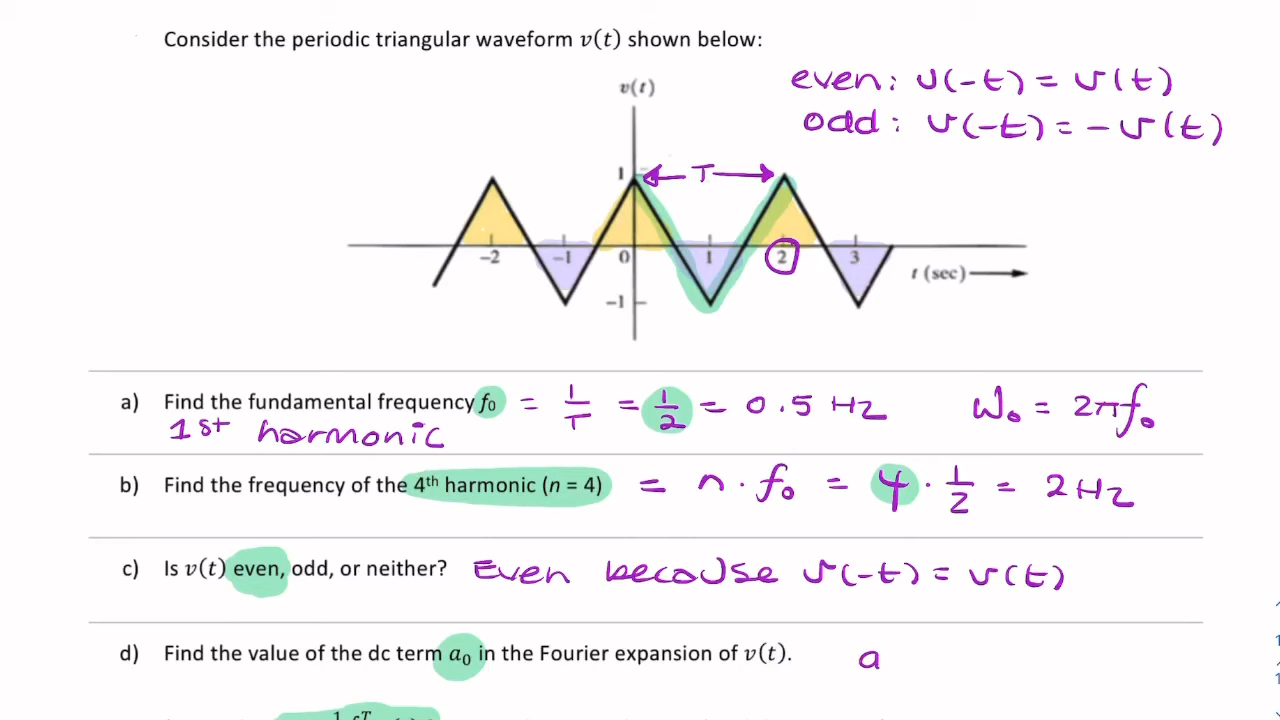 Consider the periodic triangular waveform v(t) shown below:
even: v(-t) = v(t)
odd: v(-t) = -v(t)
v(t)
1
T
-2
-1
0
1
2
3
t (sec)
-1
a) Find the fundamental frequency f₀ = 1/T = 1/2 = 0.5 Hz ω₀ = 2πf₀
1st harmonic
b) Find the frequency of the 4th harmonic (n = 4) = n · f₀ = 4 · 1/2 = 2 Hz
c) Is v(t) even, odd, or neither? Even because v(-t) = v(t)
d) Find the value of the dc term a₀ in the Fourier expansion of v(t). a